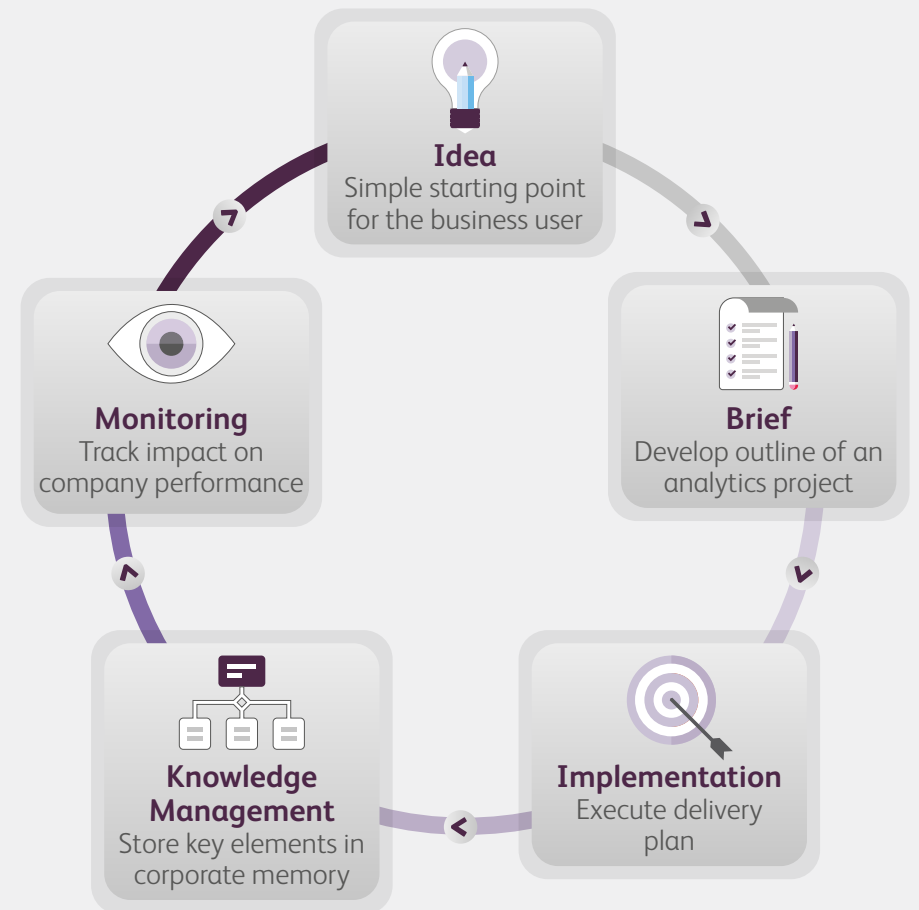 Idea
Simple starting point
for the business user
Brief
Develop outline of an
analytics project
Implementation
Execute delivery
plan
Knowledge
Management
Store key elements in
corporate memory
Monitoring
Track impact on
company performance